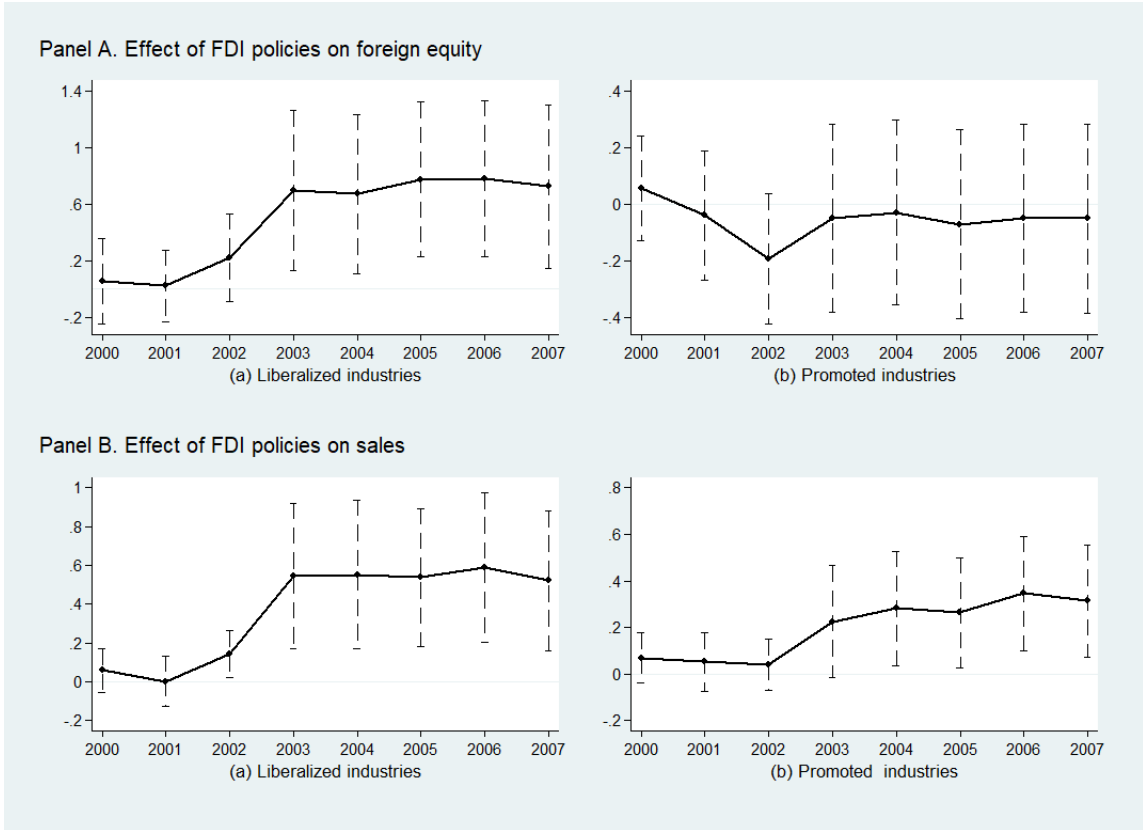 Panel A. Effect of FDI policies on foreign equity
1.4
1
.6
.2
-.2
2000 2001 2002 2003 2004 2005 2006 2007
(a) Liberalized industries
.4
.2
0
-.2
-.4
2000 2001 2002 2003 2004 2005 2006 2007
(b) Promoted industries
Panel B. Effect of FDI policies on sales
1
.8
.6
.4
.2
0
-.2
2000 2001 2002 2003 2004 2005 2006 2007
(a) Liberalized industries
.8
.6
.4
.2
0
-.2
2000 2001 2002 2003 2004 2005 2006 2007
(b) Promoted industries